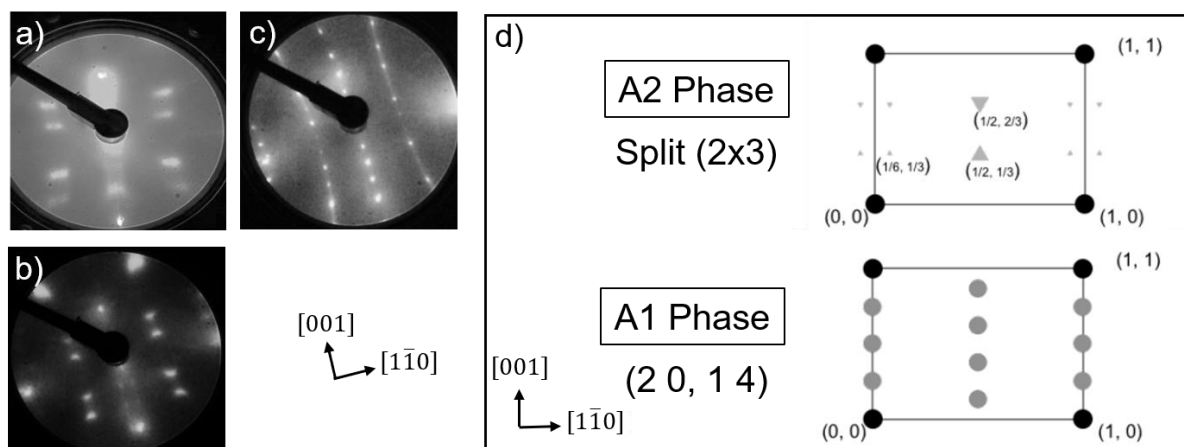 a)
c)
b)
[001]
[11̅0]
d)
A2 Phase
Split (2x3)
(1, 1)
(1/2, 2/3)
(1/6, 1/3)
(1/2, 1/3)
(0, 0)
(1, 0)
A1 Phase
(2 0, 1 4)
[001]
[11̅0]
(1, 1)
(0, 0)
(1, 0)